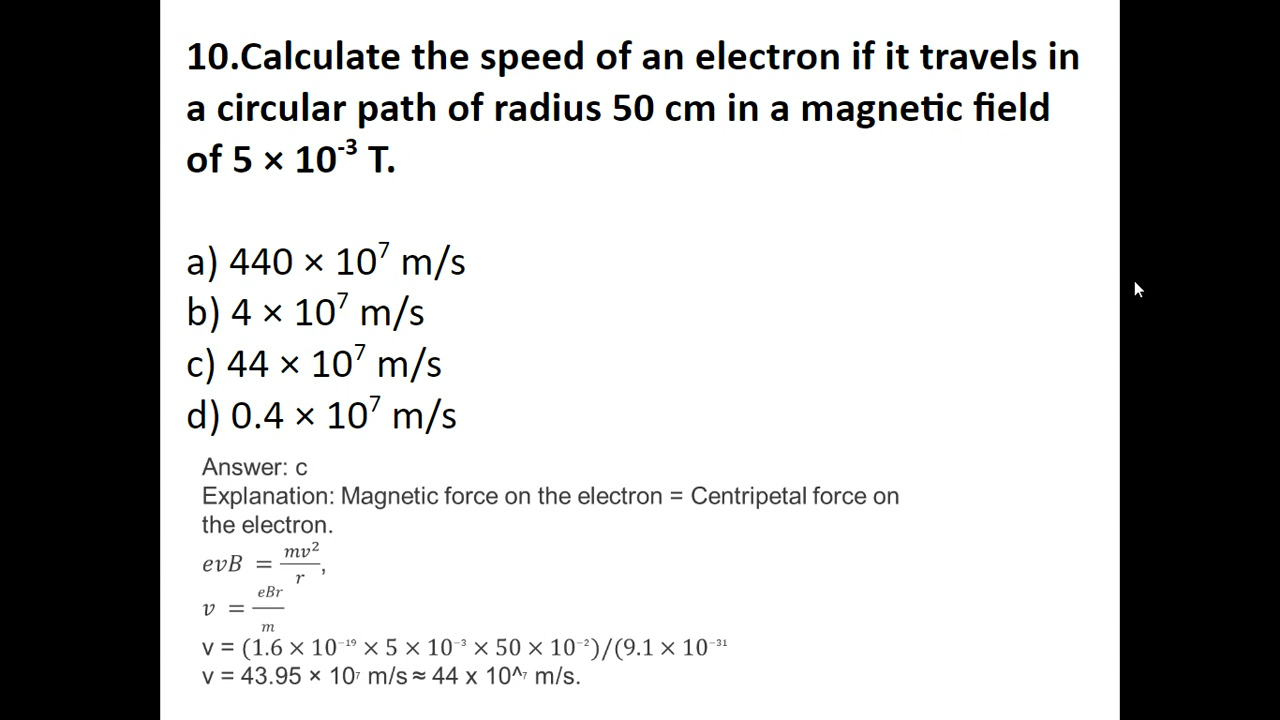 10.Calculate the speed of an electron if it travels in
a circular path of radius 50 cm in a magnetic field
of 5 × 10⁻³ T.
a) 440 × 10⁷ m/s
b) 4 × 10⁷ m/s
c) 44 × 10⁷ m/s
d) 0.4 × 10⁷ m/s
Answer: c
Explanation: Magnetic force on the electron = Centripetal force on
the electron.
evB = mv²/r,
v = eBr/m
v = (1.6 × 10⁻¹⁹ × 5 × 10⁻³ × 50 × 10⁻²)/(9.1 × 10⁻³¹
v = 43.95 × 10⁷ m/s ≈ 44 x 10^⁷ m/s.